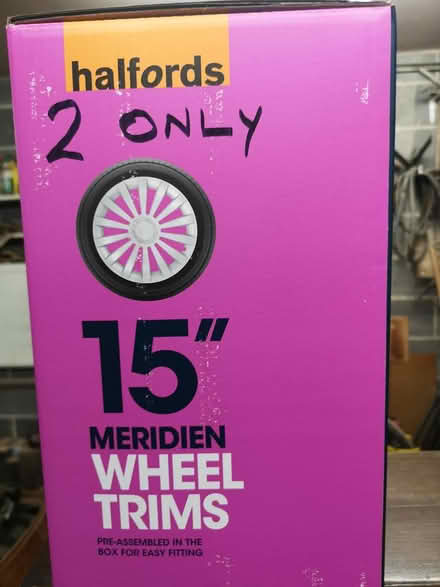 halfords
2 ONLY
15"
MERIDIEN
WHEEL
TRIMS
PRE-ASSEMBLED IN THE
BOX FOR EASY FITTING